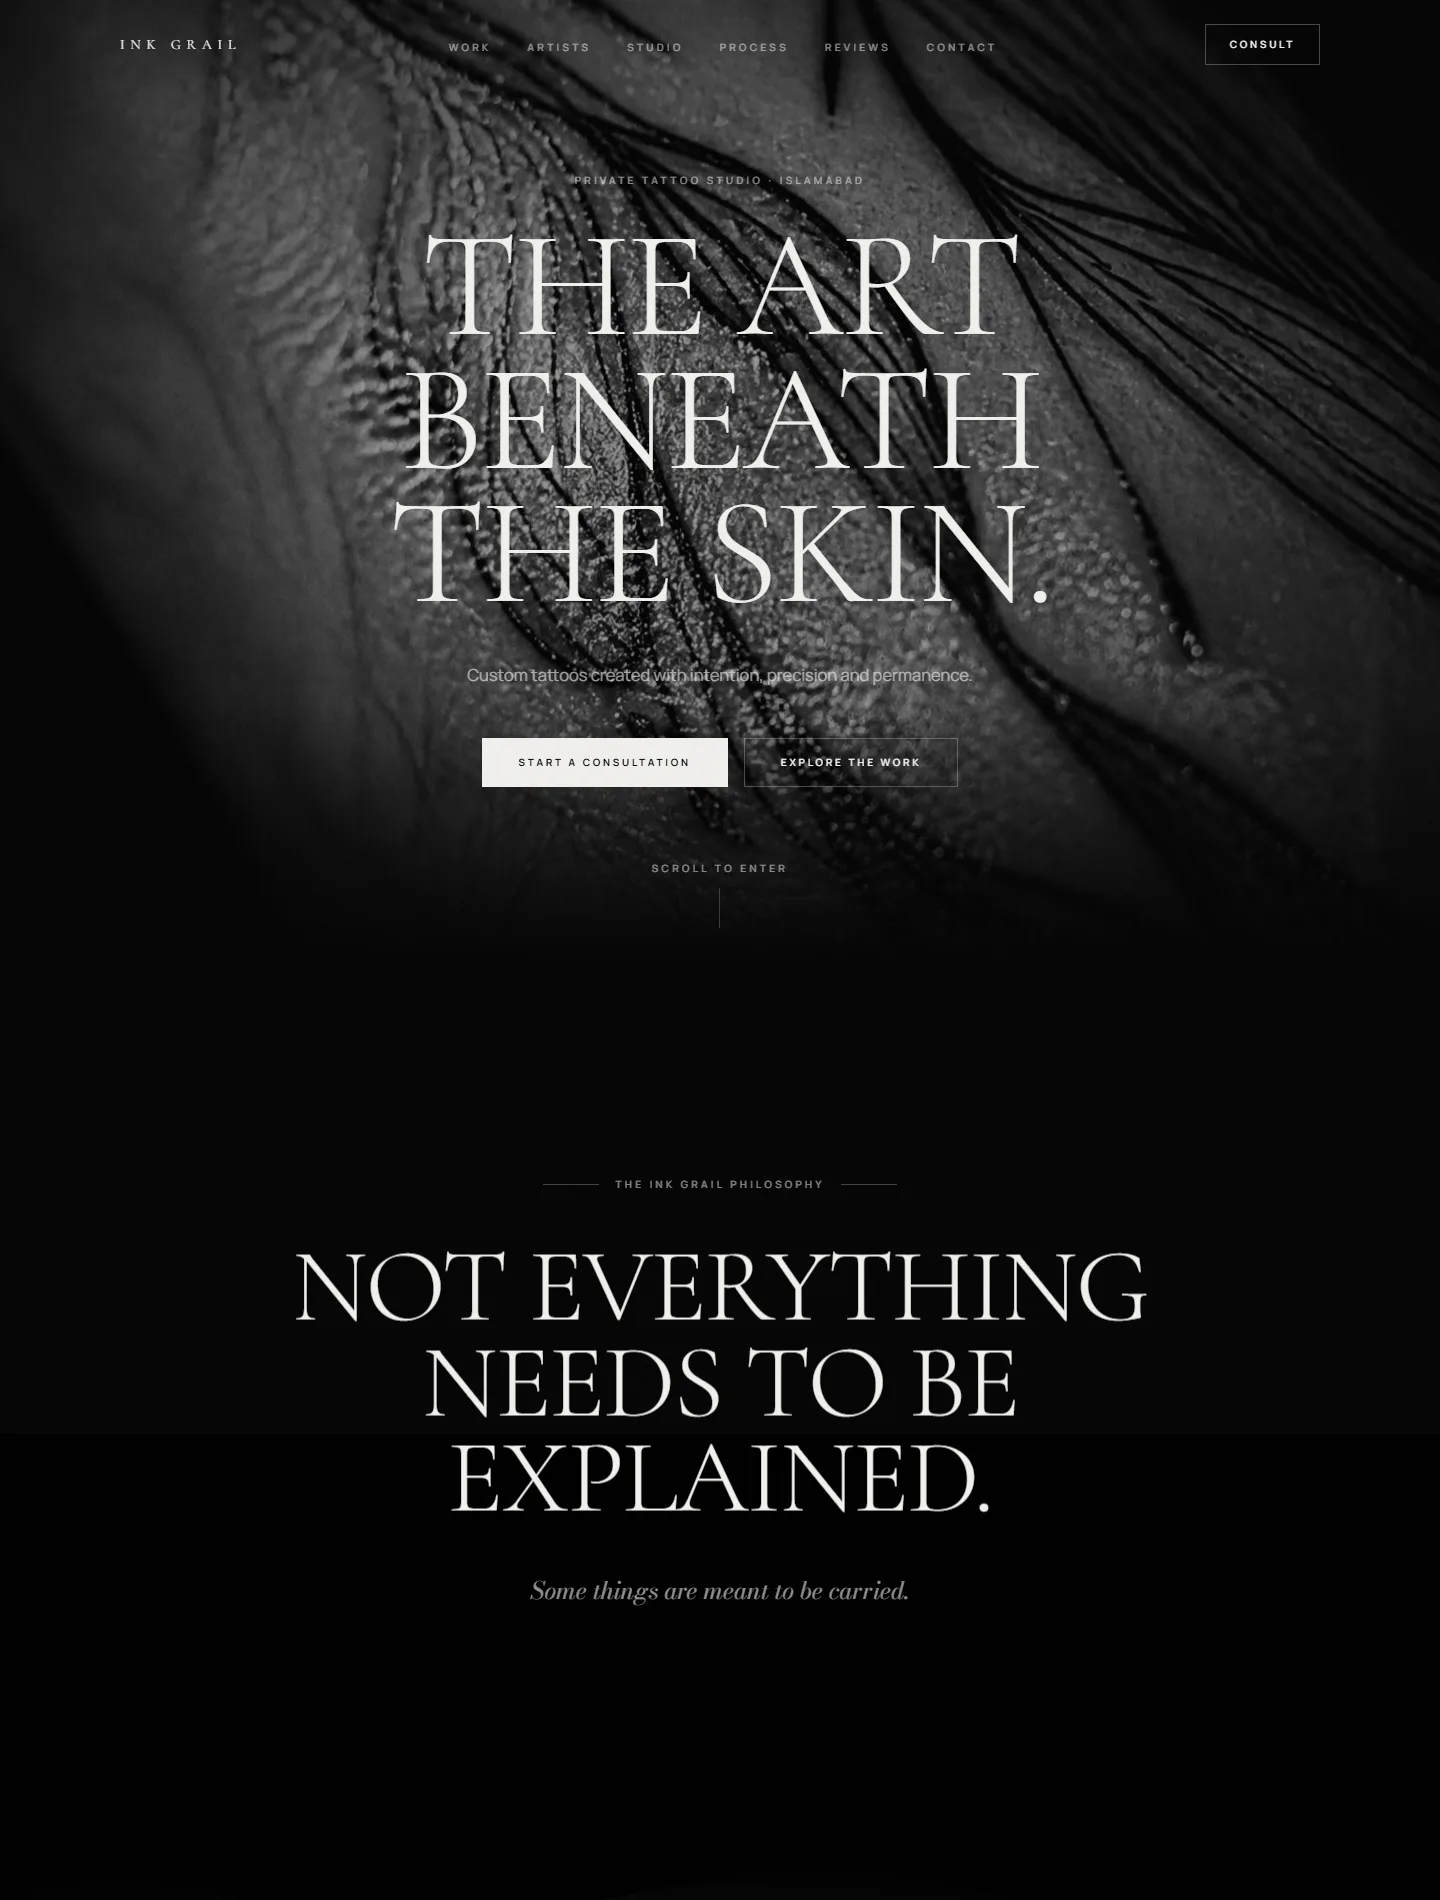 INK GRAIL
WORK ARTISTS STUDIO PROCESS REVIEWS CONTACT
CONSULT
PRIVATE TATTOO STUDIO · ISLAMABAD
THE ART
BENEATH
THE SKIN.
Custom tattoos created with intention, precision and permanence.
START A CONSULTATION
EXPLORE THE WORK
SCROLL TO ENTER
THE INK GRAIL PHILOSOPHY
NOT EVERYTHING
NEEDS TO BE
EXPLAINED.
Some things are meant to be carried.